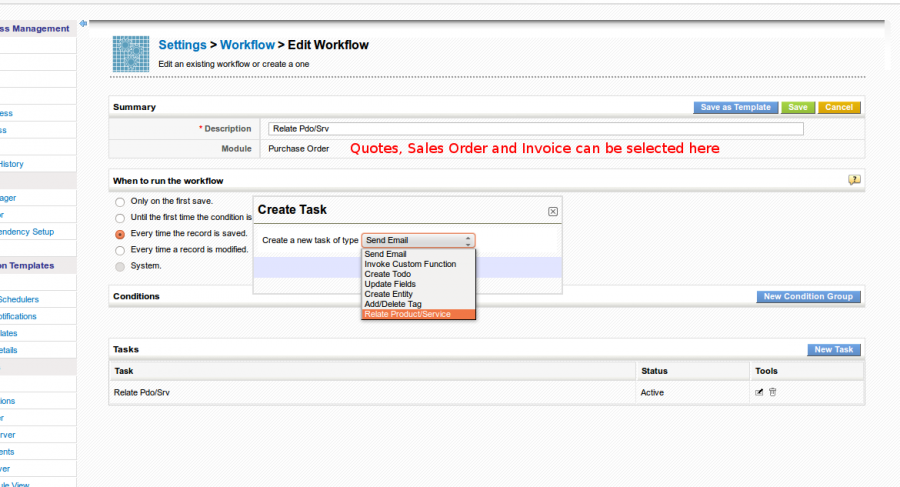 ss Management
Settings > Workflow > Edit Workflow
Edit an existing workflow or create a one
Summary
Save as Template
Save
Cancel
* Description
Relate Pdo/Srv
Module
Purchase Order
Quotes, Sales Order and Invoice can be selected here
When to run the workflow
Only on the first save.
Until the first time the condition is
Every time the record is saved.
Every time a record is modified.
System.
Create Task
Create a new task of type
Send Email
Send Email
Invoke Custom Function
Create Todo
Update Fields
Create Entity
Add/Delete Tag
Relate Product/Service
Conditions
New Condition Group
Tasks
New Task
Task
Status
Tools
Relate Pdo/Srv
Active
ess
ss
History
ager
or
endency Setup
on Templates
Schedulers
otifications
lates
etails
s
ions
er
rver
ents
ver
ule View